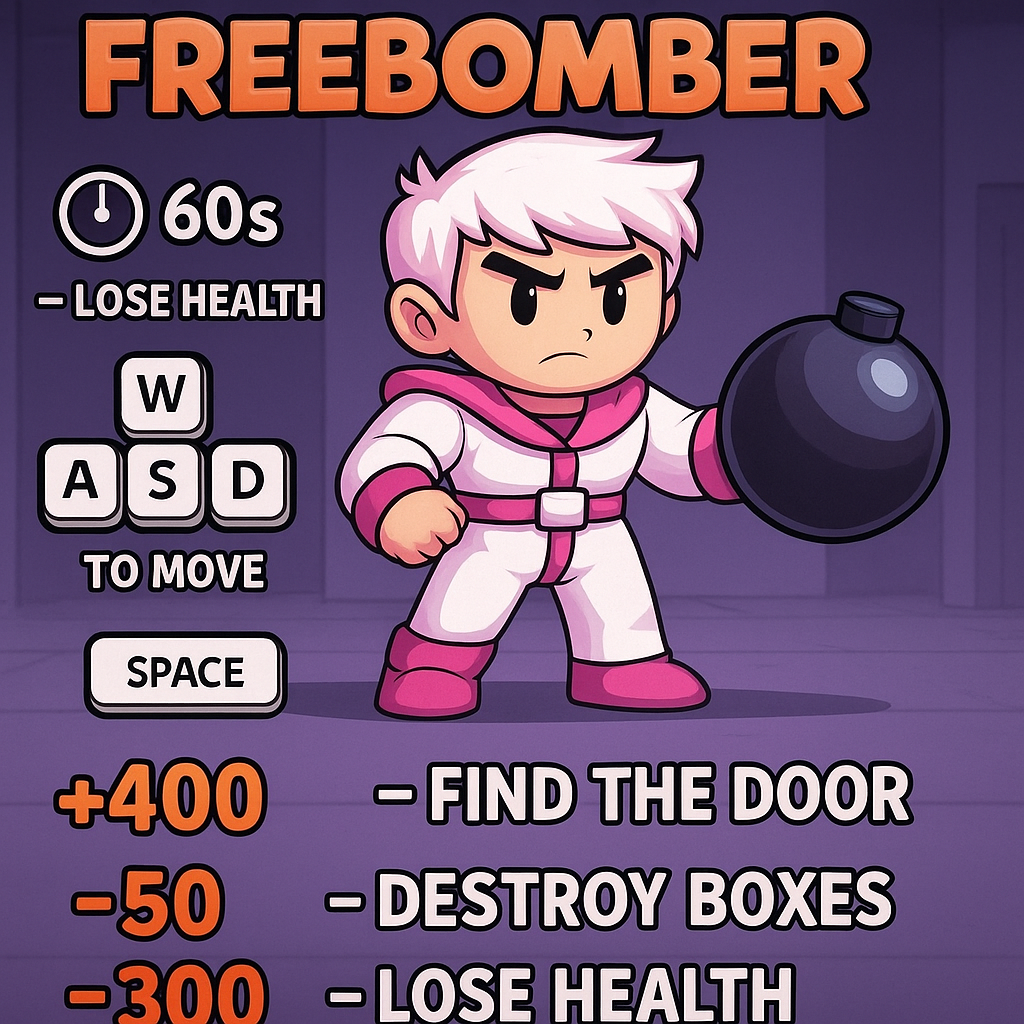 FREEBOMBER
60s
– LOSE HEALTH
W
A S D
TO MOVE
SPACE
+400 – FIND THE DOOR
–50 – DESTROY BOXES
–300 – LOSE HEALTH